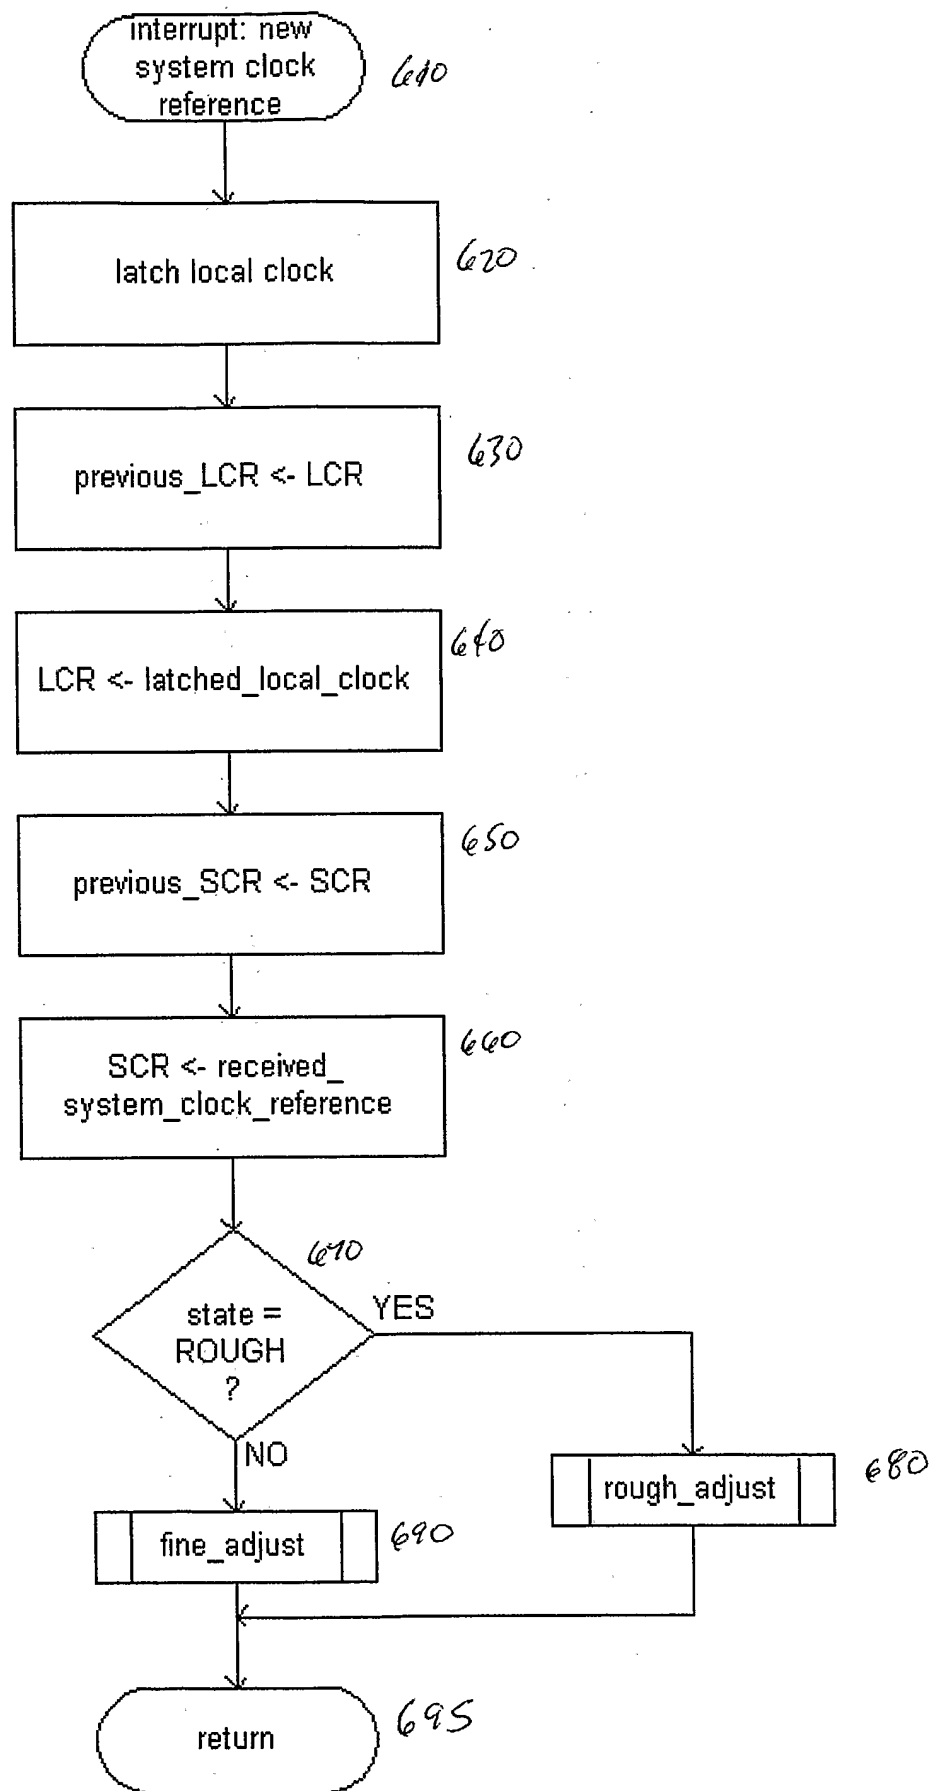 interrupt: new
system clock
reference
610
latch local clock
620
previous_LCR <- LCR
630
LCR <- latched_local_clock
640
previous_SCR <- SCR
650
SCR <- received_
system_clock_reference
660
670
state =
ROUGH
?
YES
NO
rough_adjust
680
fine_adjust
690
return
695